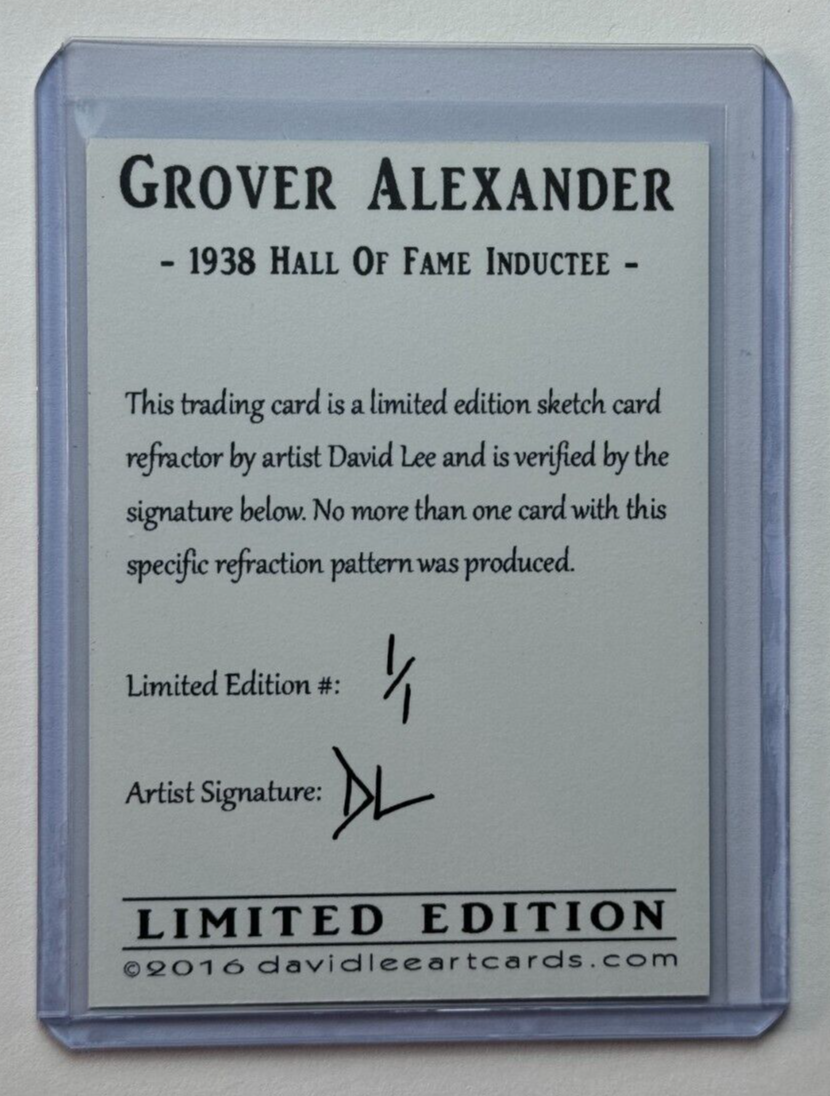 GROVER ALEXANDER
- 1938 HALL OF FAME INDUCTEE -
This trading card is a limited edition sketch card
refractor by artist David Lee and is verified by the
signature below. No more than one card with this
specific refraction pattern was produced.
Limited Edition #: 1/1
Artist Signature: DL
LIMITED EDITION
©2016 davidleeartcards.com